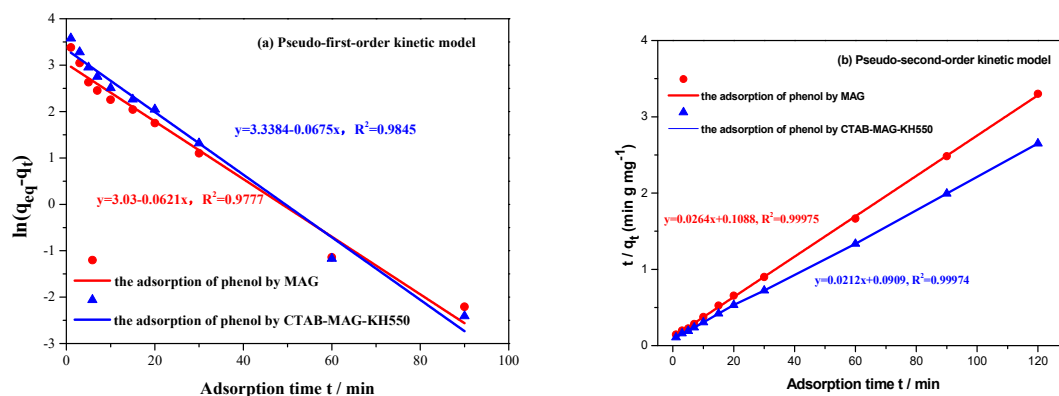 (a) Pseudo-first-order kinetic model
y=3.3384-0.0675x, R²=0.9845
y=3.03-0.0621x, R²=0.9777
the adsorption of phenol by MAG
the adsorption of phenol by CTAB-MAG-KH550
ln(q_eq-q_t)
4
3
2
1
0
-1
-2
-3
0 20 40 60 80 100
Adsorption time t / min
(b) Pseudo-second-order kinetic model
the adsorption of phenol by MAG
the adsorption of phenol by CTAB-MAG-KH550
y=0.0264x+0.1088, R²=0.99975
y=0.0212x+0.0909, R²=0.99974
t / q_t (min g mg⁻¹)
4
3
2
1
0
0 20 40 60 80 100 120
Adsorption time t / min